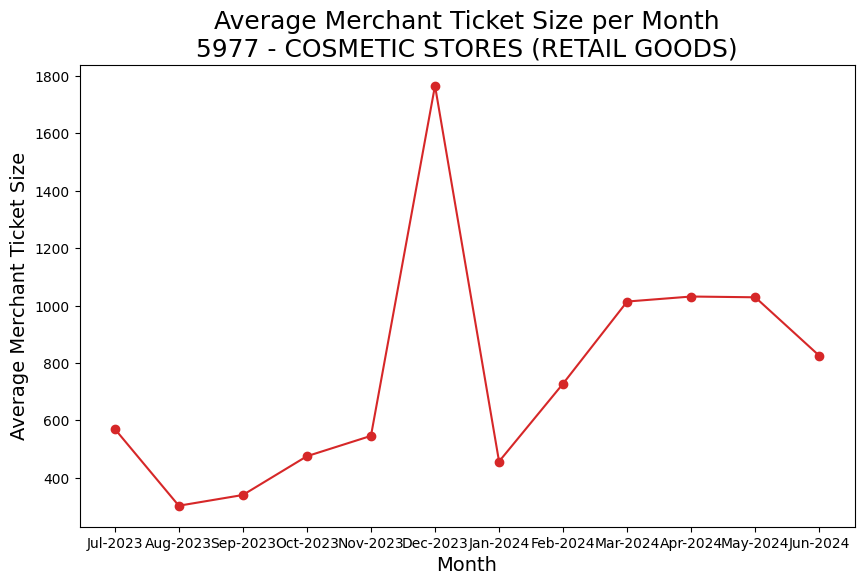 Average Merchant Ticket Size per Month
5977 - COSMETIC STORES (RETAIL GOODS)
Average Merchant Ticket Size
1800
1600
1400
1200
1000
800
600
400
Jul-2023 Aug-2023 Sep-2023 Oct-2023 Nov-2023 Dec-2023 Jan-2024 Feb-2024 Mar-2024 Apr-2024 May-2024 Jun-2024
Month